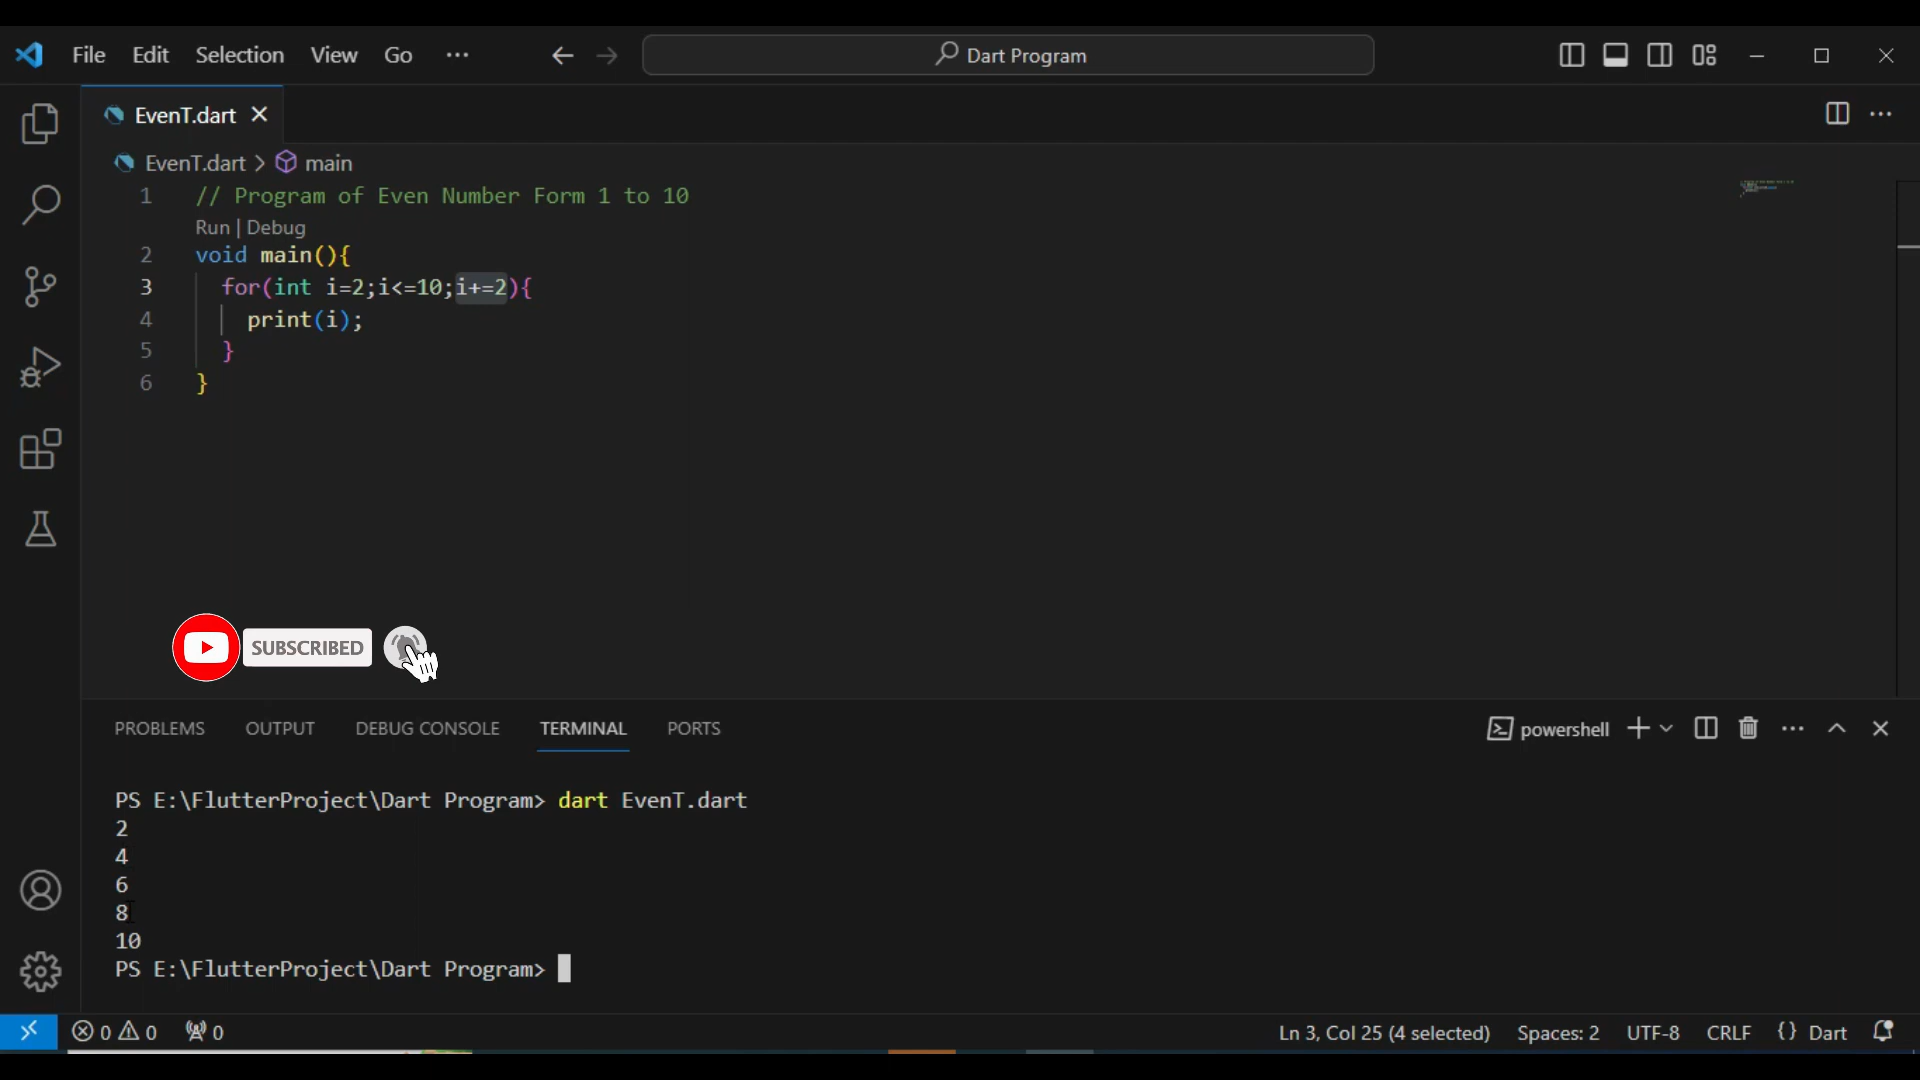 File Edit Selection View Go ··· Dart Program
EvenT.dart
EvenT.dart > main
1 // Program of Even Number Form 1 to 10
Run | Debug
2 void main(){
3 for(int i=2;i<=10;i+=2){
4 print(i);
5 }
6 }
SUBSCRIBED
PROBLEMS OUTPUT DEBUG CONSOLE TERMINAL PORTS powershell
PS E:\FlutterProject\Dart Program> dart EvenT.dart
2
4
6
8
10
PS E:\FlutterProject\Dart Program>
0 0 0 Ln 3, Col 25 (4 selected) Spaces: 2 UTF-8 CRLF {} Dart